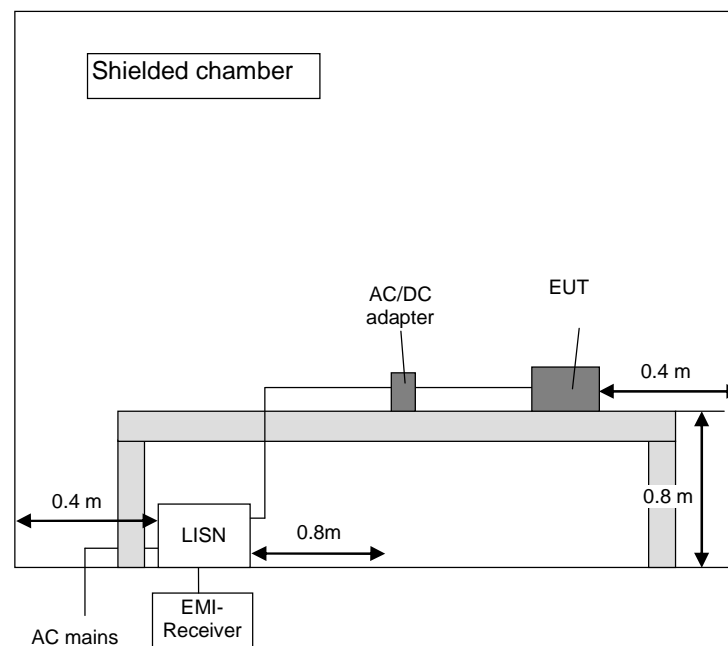 Shielded chamber
AC/DC
adapter
EUT
0.4 m
0.8 m
0.4 m
LISN
0.8m
EMI-
Receiver
AC mains